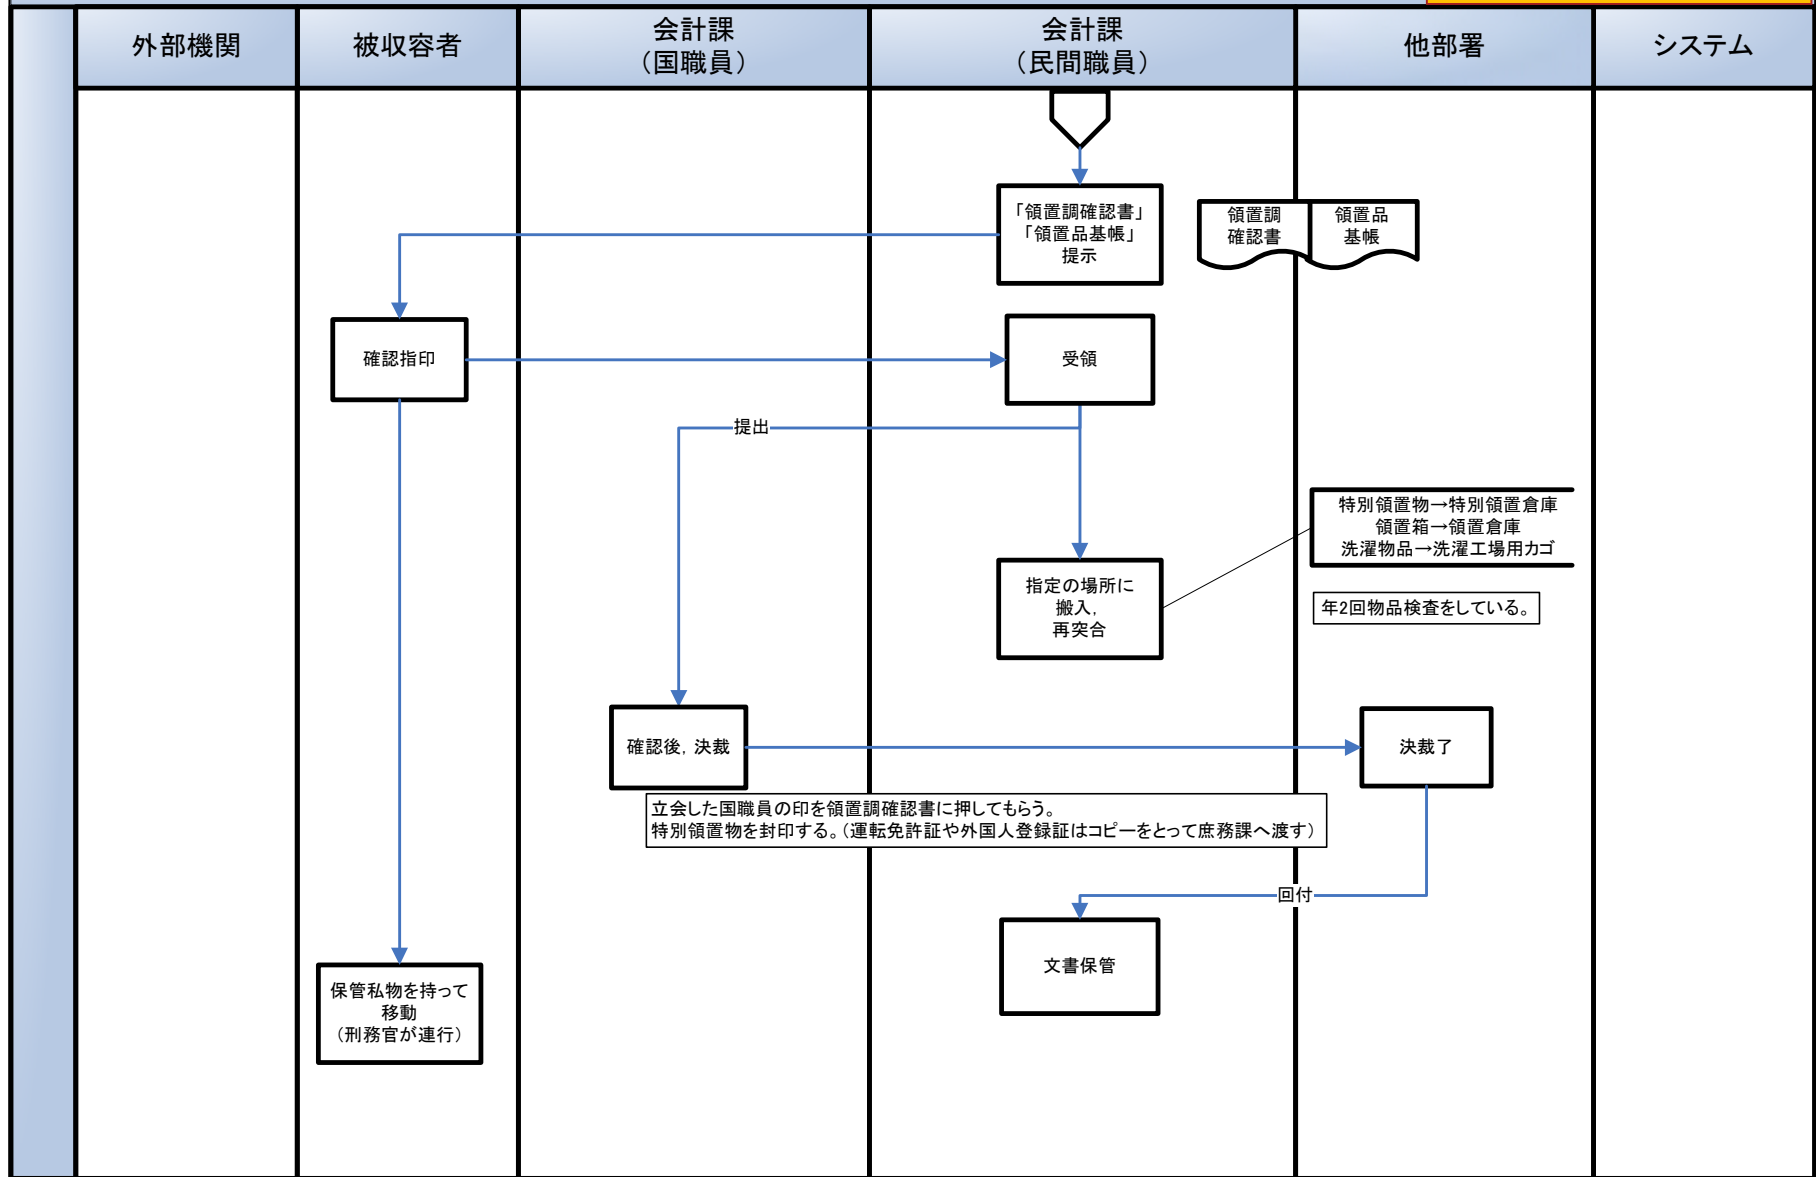 外部機関
被収容者
会計課
（国職員）
会計課
（民間職員）
他部署
システム
「領置調確認書」
「領置品基帳」
提示
領置調
確認書
領置品
基帳
確認指印
受領
提出
特別領置物→特別領置倉庫
領置箱→領置倉庫
洗濯物品→洗濯工場用カゴ
指定の場所に
搬入，
再突合
年2回物品検査をしている。
確認後，決裁
決裁了
立会した国職員の印を領置調確認書に押してもらう。
特別領置物を封印する。（運転免許証や外国人登録証はコピーをとって庶務課へ渡す）
回付
文書保管
保管私物を持って
移動
（刑務官が連行）